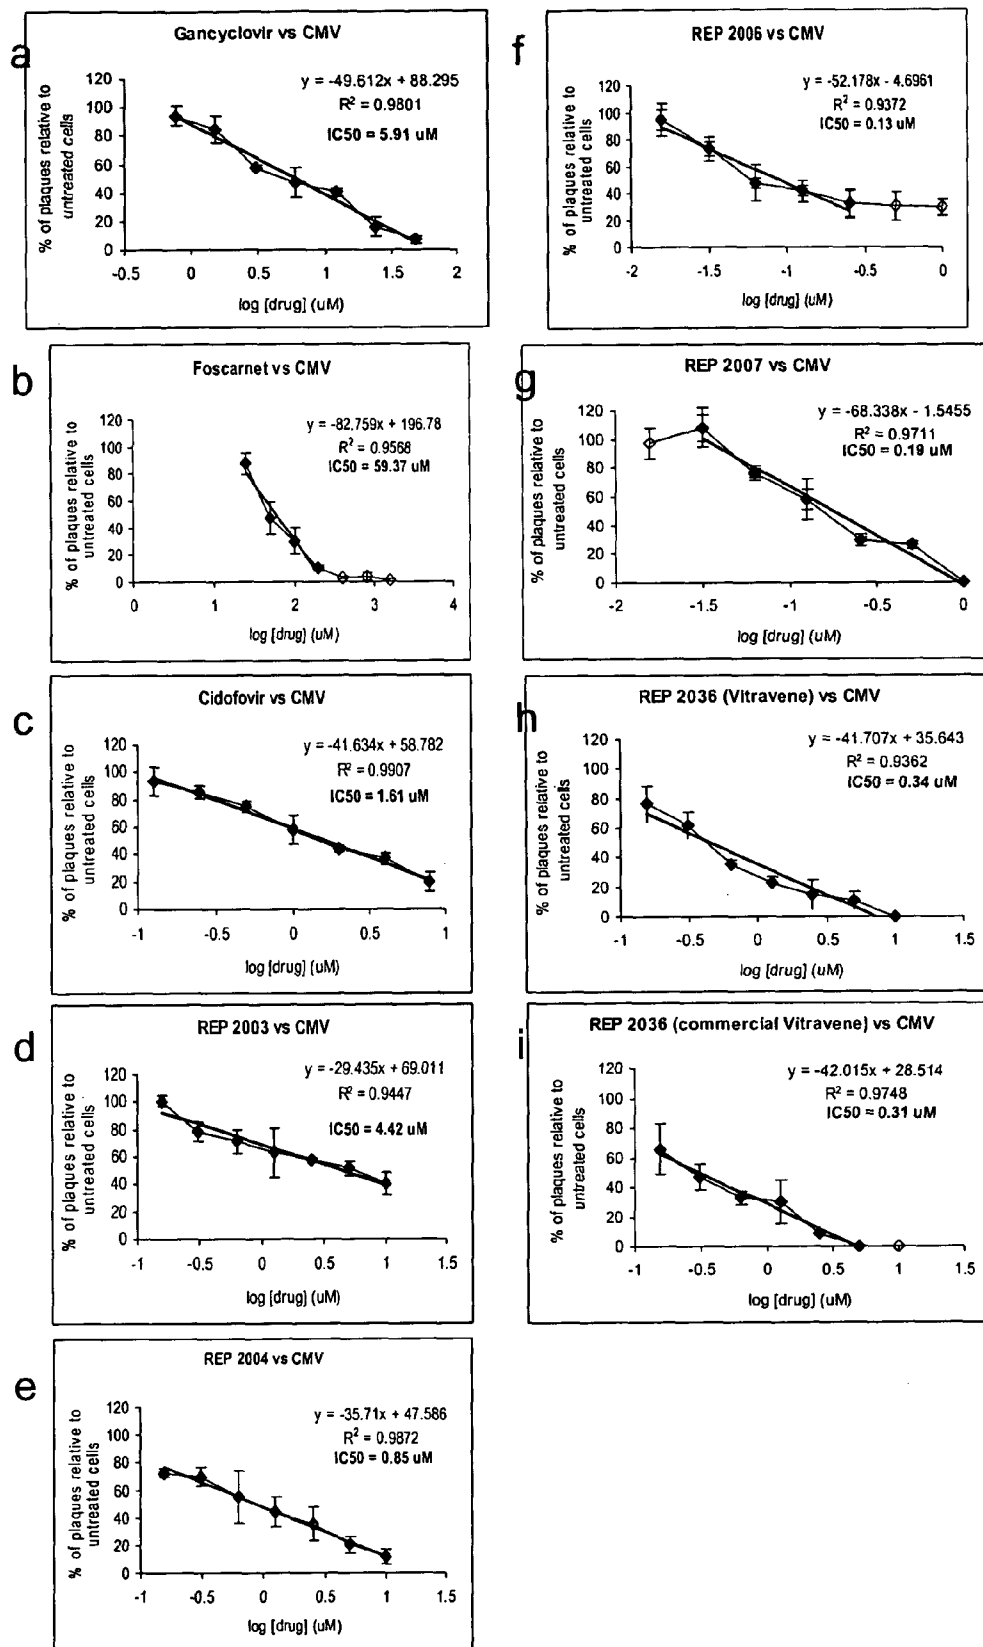 a
Gancyclovir vs CMV
% of plaques relative to
untreated cells
y = -49.612x + 88.295
R² = 0.9801
IC50 = 5.91 uM
120
100
80
60
40
20
0
-0.5 0 0.5 1 1.5 2
log [drug] (uM)
b
Foscarnet vs CMV
% of plaques relative to
untreated cells
y = -82.759x + 196.78
R² = 0.9568
IC50 = 59.37 uM
120
100
80
60
40
20
0
0 1 2 3 4
log [drug] (uM)
c
Cidofovir vs CMV
% of plaques relative to
untreated cells
y = -41.634x + 58.782
R² = 0.9907
IC50 = 1.61 uM
120
100
80
60
40
20
0
-1 -0.5 0 0.5 1
log [drug] (uM)
d
REP 2003 vs CMV
% of plaques relative to
untreated cells
y = -29.435x + 69.011
R² = 0.9447
IC50 = 4.42 uM
120
100
80
60
40
20
0
-1 -0.5 0 0.5 1 1.5
log [drug] (uM)
e
REP 2004 vs CMV
% of plaques relative to
untreated cells
y = -35.71x + 47.586
R² = 0.9872
IC50 = 0.85 uM
120
100
80
60
40
20
0
-1 -0.5 0 0.5 1 1.5
log [drug] (uM)
f
REP 2006 vs CMV
% of plaques relative to
untreated cells
y = -52.178x - 4.6961
R² = 0.9372
IC50 = 0.13 uM
120
100
80
60
40
20
0
-2 -1.5 -1 -0.5 0
log [drug] (uM)
g
REP 2007 vs CMV
% of plaques relative to
untreated cells
y = -68.338x - 1.5455
R² = 0.9711
IC50 = 0.19 uM
120
100
80
60
40
20
0
-2 -1.5 -1 -0.5 0
log [drug] (uM)
h
REP 2036 (Vitravene) vs CMV
% of plaques relative to
untreated cells
y = -41.707x + 35.643
R² = 0.9362
IC50 = 0.34 uM
120
100
80
60
40
20
0
-1 -0.5 0 0.5 1 1.5
log [drug] (uM)
i
REP 2036 (commercial Vitravene) vs CMV
% of plaques relative to
untreated cells
y = -42.015x + 28.514
R² = 0.9748
IC50 = 0.31 uM
120
100
80
60
40
20
0
-1 -0.5 0 0.5 1 1.5
log [drug] (uM)